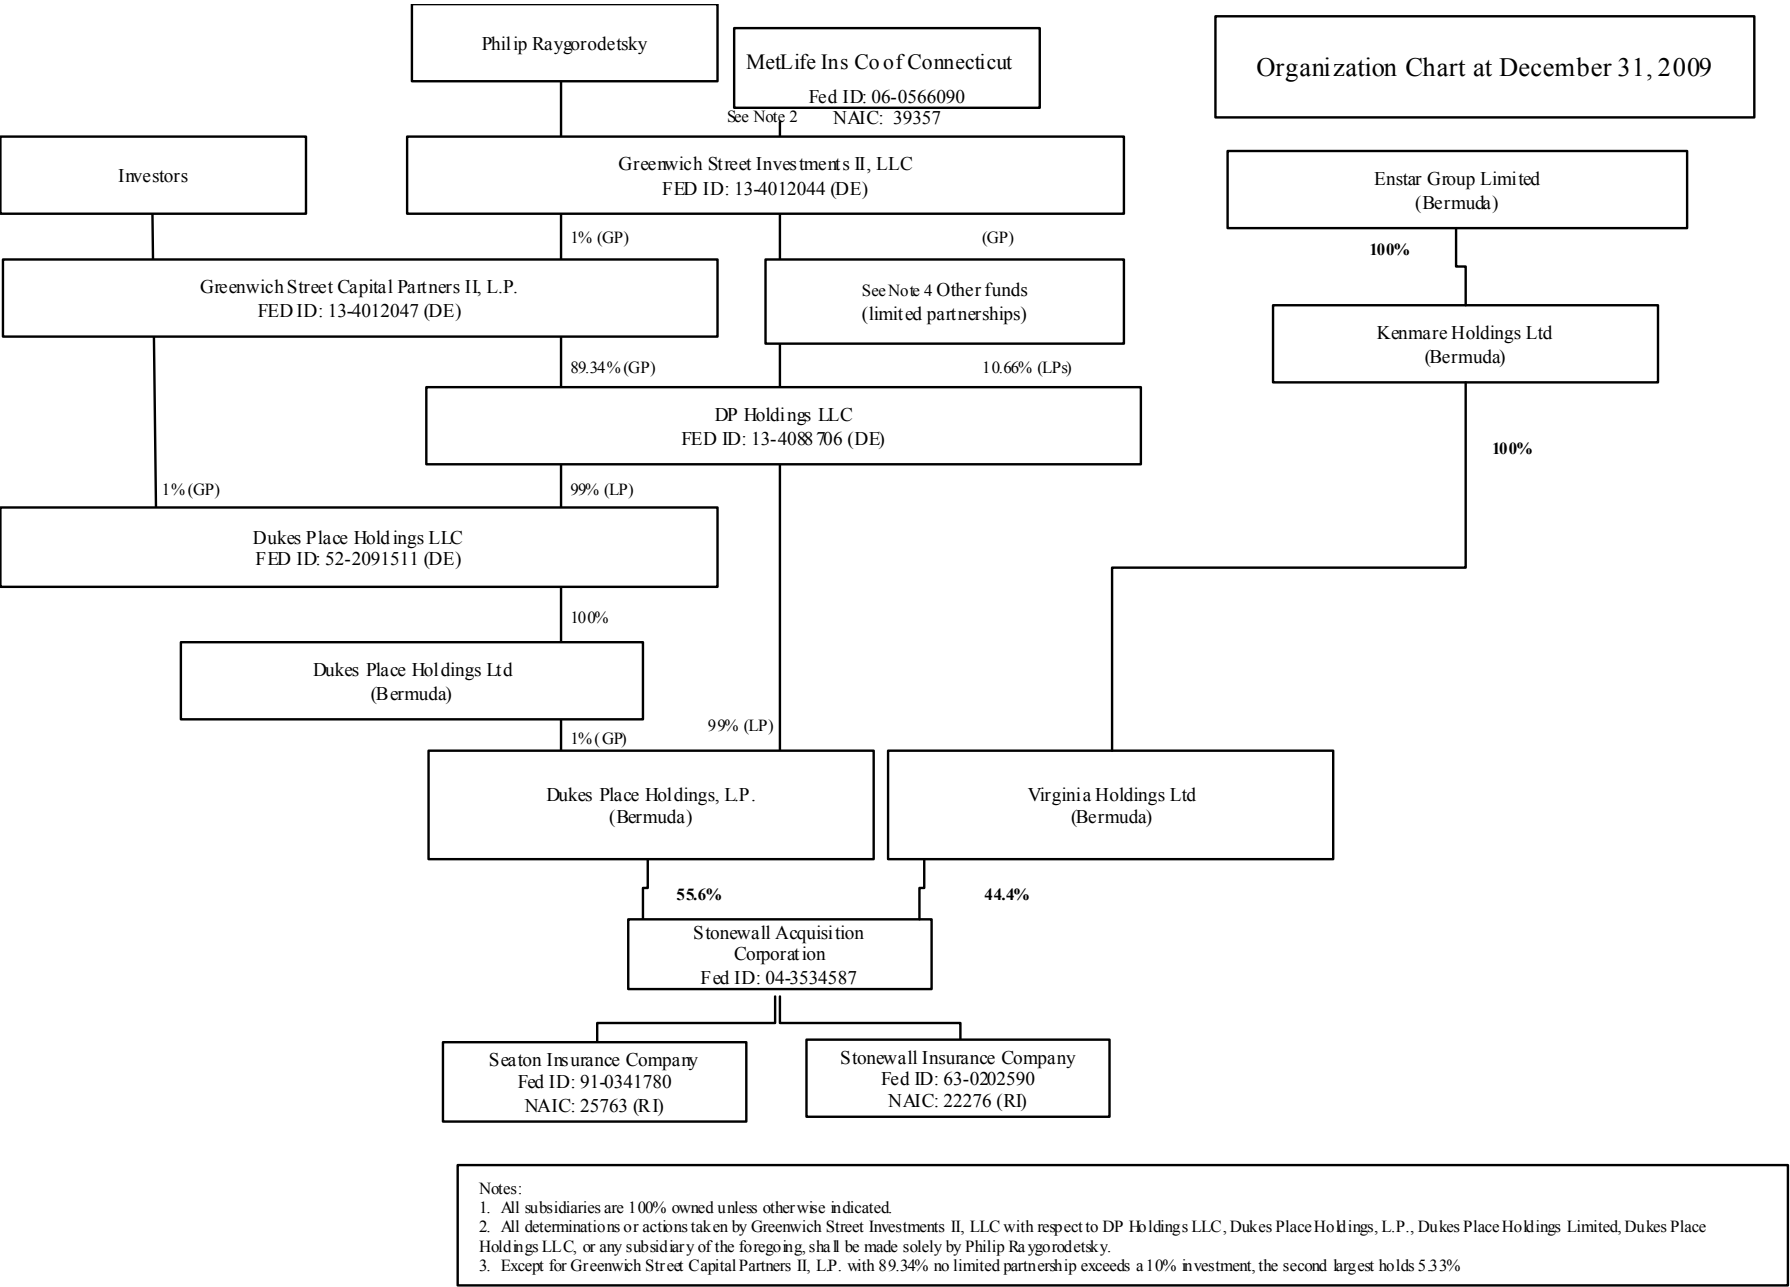 Philip Raygorodetsky
MetLife Ins Co of Connecticut
Fed ID: 06-0566090
NAIC: 39357
See Note 2
Organization Chart at December 31, 2009
Investors
Greenwich Street Investments II, LLC
FED ID: 13-4012044 (DE)
Enstar Group Limited
(Bermuda)
1% (GP)
(GP)
100%
Greenwich Street Capital Partners II, L.P.
FED ID: 13-4012047 (DE)
See Note 4 Other funds
(limited partnerships)
Kenmare Holdings Ltd
(Bermuda)
89.34% (GP)
10.66% (LPs)
DP Holdings LLC
FED ID: 13-4088706 (DE)
100%
1% (GP)
99% (LP)
Dukes Place Holdings LLC
FED ID: 52-2091511 (DE)
100%
Dukes Place Holdings Ltd
(Bermuda)
99% (LP)
1% (GP)
Dukes Place Holdings, L.P.
(Bermuda)
Virginia Holdings Ltd
(Bermuda)
55.6%
44.4%
Stonewall Acquisition
Corporation
Fed ID: 04-3534587
Seaton Insurance Company
Fed ID: 91-0341780
NAIC: 25763 (RI)
Stonewall Insurance Company
Fed ID: 63-0202590
NAIC: 22276 (RI)
Notes:
1. All subsidiaries are 100% owned unless otherwise indicated.
2. All determinations or actions taken by Greenwich Street Investments II, LLC with respect to DP Holdings LLC, Dukes Place Holdings, L.P., Dukes Place Holdings Limited, Dukes Place
Holdings LLC, or any subsidiary of the foregoing, shall be made solely by Philip Raygorodetsky.
3. Except for Greenwich Street Capital Partners II, L.P. with 89.34% no limited partnership exceeds a 10% investment, the second largest holds 5.33%